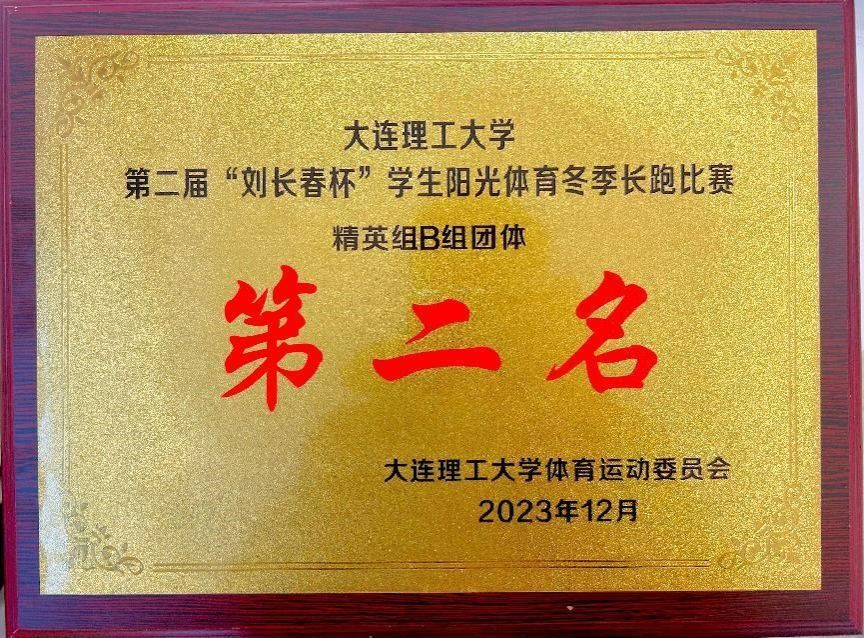 大连理工大学
第二届“刘长春杯”学生阳光体育冬季长跑比赛
精英组B组团体
第二名
大连理工大学体育运动委员会
2023年12月